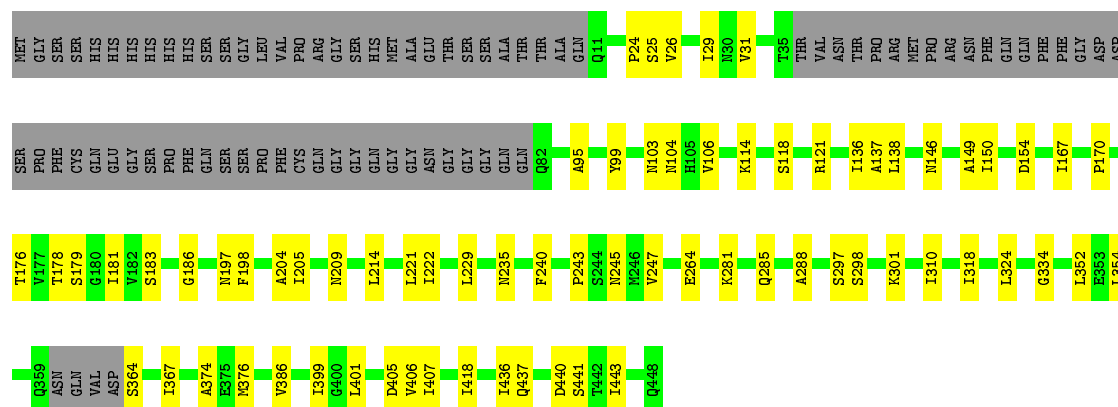 MET GLY SER SER HIS HIS HIS HIS HIS HIS SER SER GLY LEU VAL PRO ARG GLY SER HIS MET ALA GLU THR SER SER ALA THR THR ALA GLN Q11 P24 S25 V26 I29 N30 V31 T35 THR VAL ASN THR PRO ARG MET PRO ARG ASN PHE GLN GLN PHE PHE GLY ASP ASP
SER PRO PHE CYS GLN GLU GLY SER PRO PHE GLN SER SER PRO PHE CYS GLN GLY GLY GLN GLY GLY ASN GLY GLY GLY GLN GLN Q82 A95 Y99 N103 N104 H105 V106 K114 S118 R121 I136 A137 L138 N146 A149 I150 D154 I167 P170
T176 V177 T178 S179 G180 I181 V182 S183 G186 N197 F198 A204 I205 N209 L214 L221 I222 L229 N235 F240 P243 S244 N245 M246 V247 E264 K281 Q285 A288 S297 S298 K301 I310 I318 L324 G334 L352 E353 L354
Q359 ASN GLN VAL ASP S364 I367 A374 E375 M376 V386 I399 G400 L401 D405 V406 I407 I418 I436 Q437 D440 S441 T442 I443 Q448